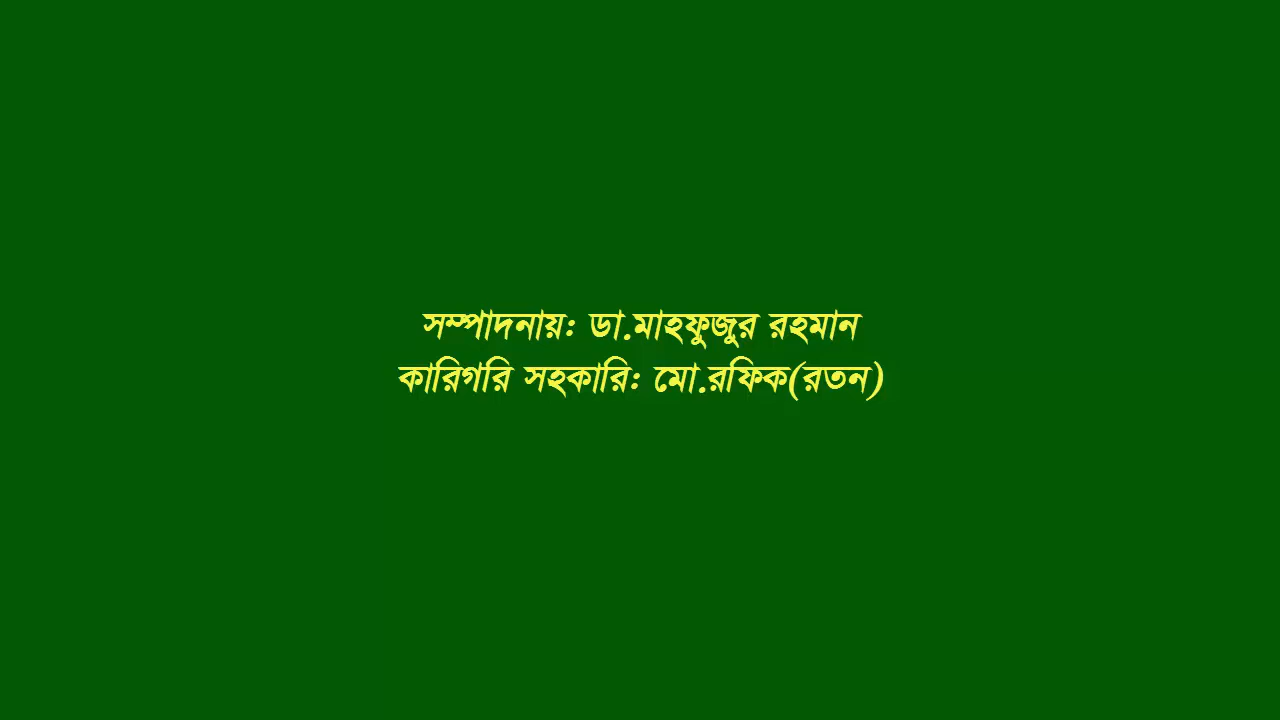 সম্পাদনায়: ডা.মাহফুজুর রহমান
কারিগরি সহকারি: মো.রফিক(রতন)